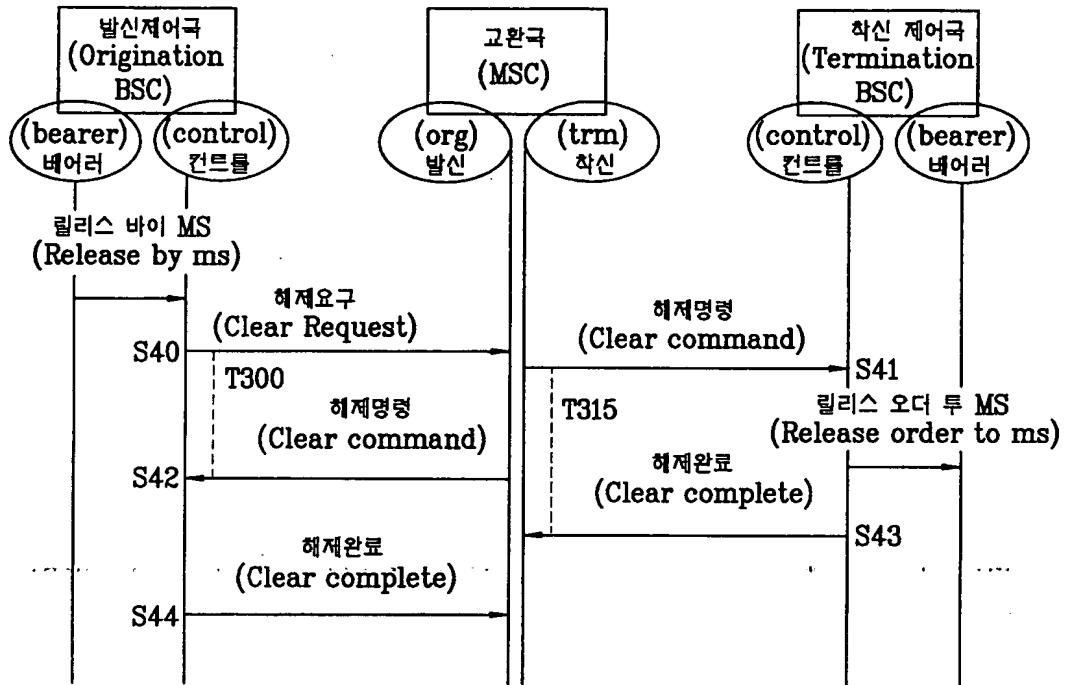 발신제어국
(Origination
BSC)
교환국
(MSC)
착신 제어국
(Termination
BSC)
(bearer)
베어러
(control)
컨트롤
(org)
발신
(trm)
착신
(control)
컨트롤
(bearer)
베어러
릴리스 바이 MS
(Release by ms)
해제요구
(Clear Request)
해제명령
(Clear command)
S40
S41
T300
T315
해제명령
(Clear command)
릴리스 오더 투 MS
(Release order to ms)
S42
해제완료
(Clear complete)
S43
해제완료
(Clear complete)
S44